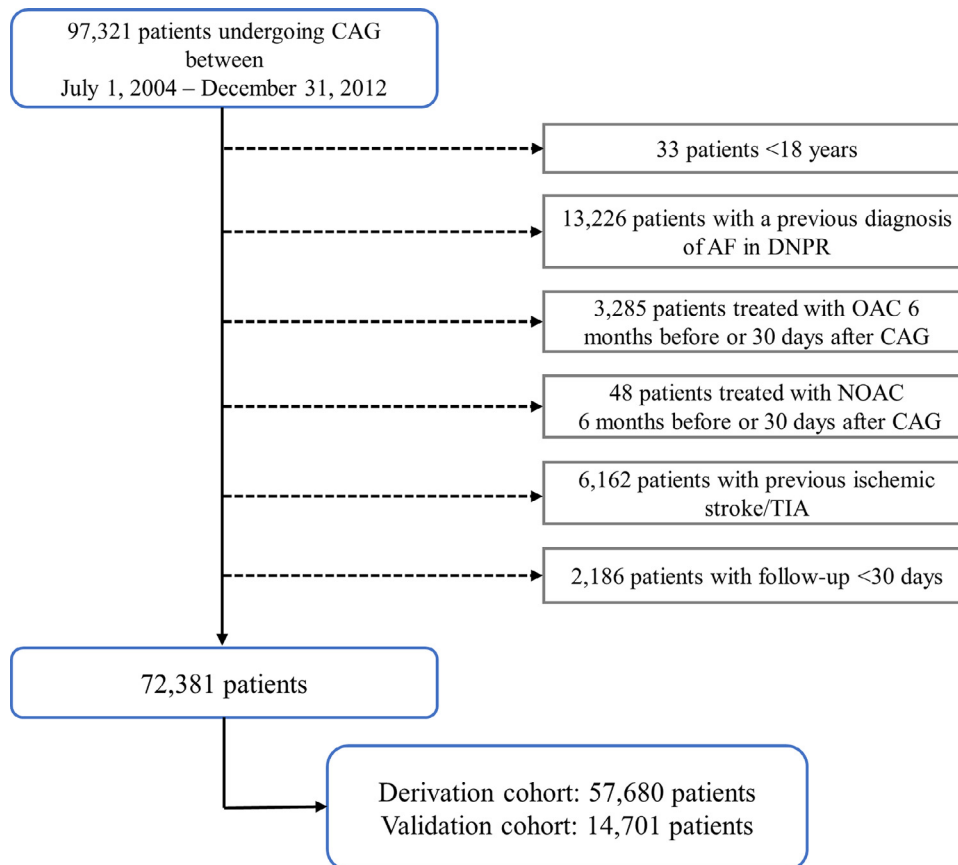 97,321 patients undergoing CAG
between
July 1, 2004 – December 31, 2012
33 patients <18 years
13,226 patients with a previous diagnosis
of AF in DNPR
3,285 patients treated with OAC 6
months before or 30 days after CAG
48 patients treated with NOAC
6 months before or 30 days after CAG
6,162 patients with previous ischemic
stroke/TIA
2,186 patients with follow-up <30 days
72,381 patients
Derivation cohort: 57,680 patients
Validation cohort: 14,701 patients